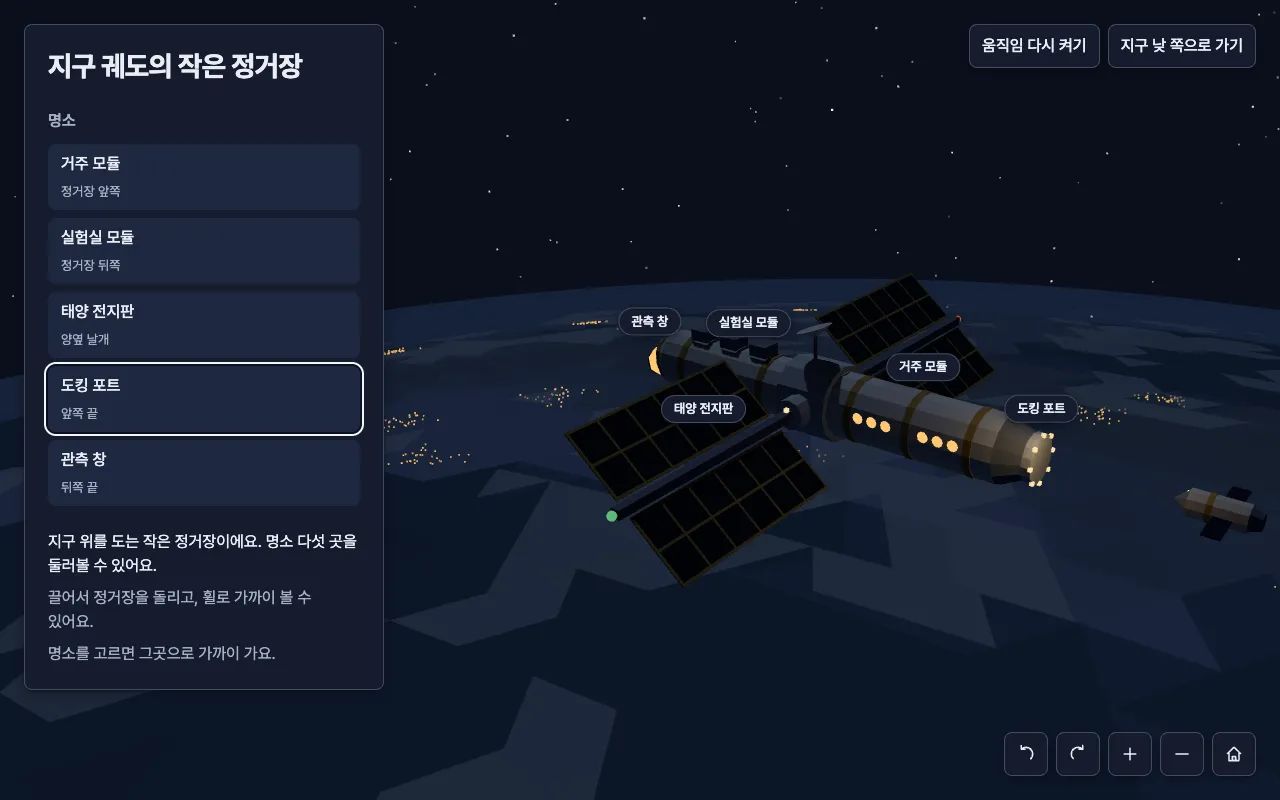 지구 궤도의 작은 정거장
명소
거주 모듈
정거장 앞쪽
실험실 모듈
정거장 뒤쪽
태양 전지판
양옆 날개
도킹 포트
앞쪽 끝
관측 창
뒤쪽 끝
지구 위를 도는 작은 정거장이에요. 명소 다섯 곳을
둘러볼 수 있어요.
끌어서 정거장을 돌리고, 휠로 가까이 볼 수
있어요.
명소를 고르면 그곳으로 가까이 가요.
움직임 다시 켜기
지구 낮 쪽으로 가기
관측 창
실험실 모듈
거주 모듈
태양 전지판
도킹 포트